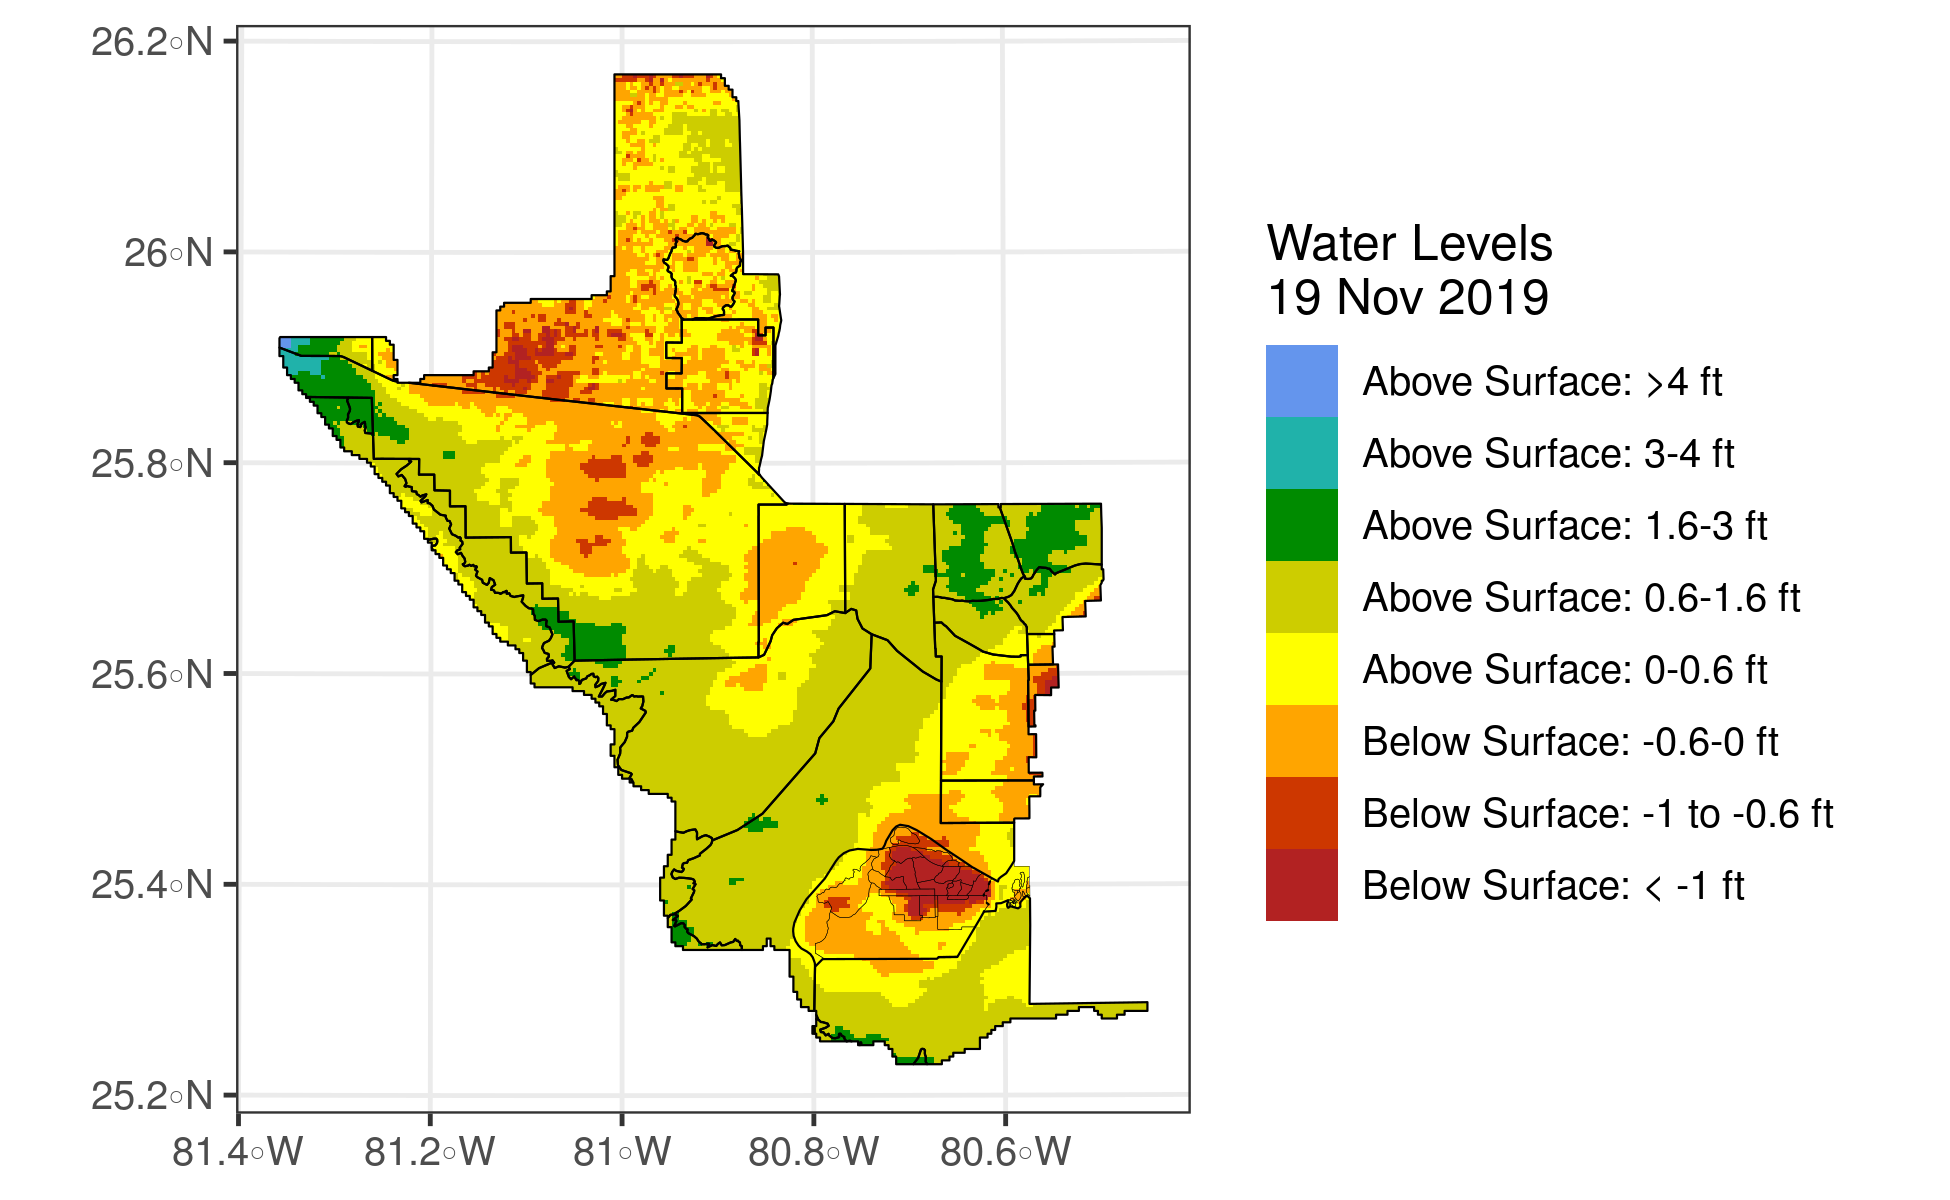 26.2°N
26°N
25.8°N
25.6°N
25.4°N
25.2°N
81.4°W
81.2°W
81°W
80.8°W
80.6°W
Water Levels
19 Nov 2019
Above Surface: >4 ft
Above Surface: 3-4 ft
Above Surface: 1.6-3 ft
Above Surface: 0.6-1.6 ft
Above Surface: 0-0.6 ft
Below Surface: -0.6-0 ft
Below Surface: -1 to -0.6 ft
Below Surface: < -1 ft